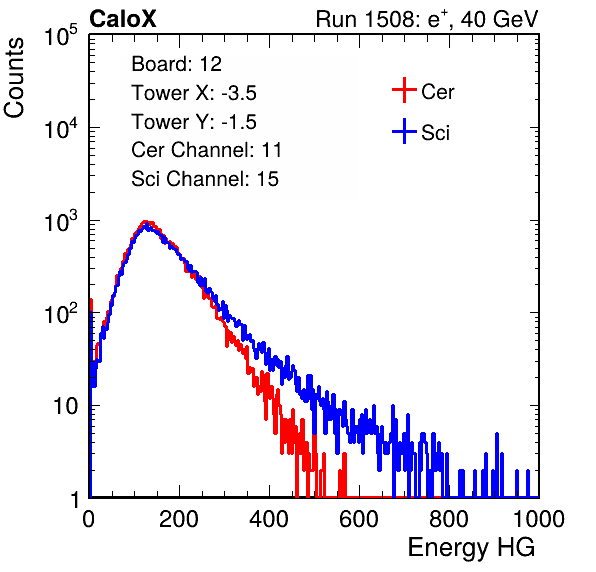 CaloX Run 1508: e⁺, 40 GeV
Counts
10⁵
10⁴
10³
10²
10
1
Board: 12
Tower X: -3.5
Tower Y: -1.5
Cer Channel: 11
Sci Channel: 15
Cer
Sci
0 200 400 600 800 1000
Energy HG